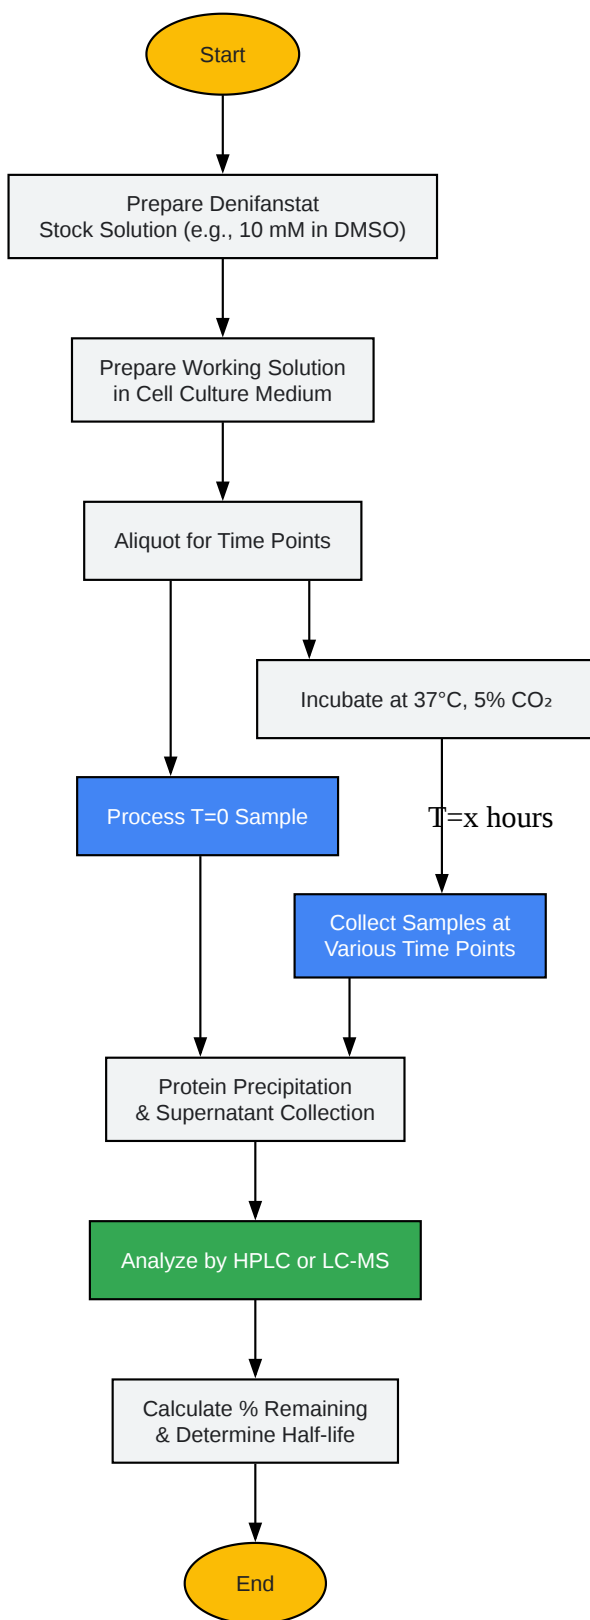 Start
Prepare Denifanstat
Stock Solution (e.g., 10 mM in DMSO)
Prepare Working Solution
in Cell Culture Medium
Aliquot for Time Points
Incubate at 37°C, 5% CO₂
Process T=0 Sample
T=x hours
Collect Samples at
Various Time Points
Protein Precipitation
& Supernatant Collection
Analyze by HPLC or LC-MS
Calculate % Remaining
& Determine Half-life
End